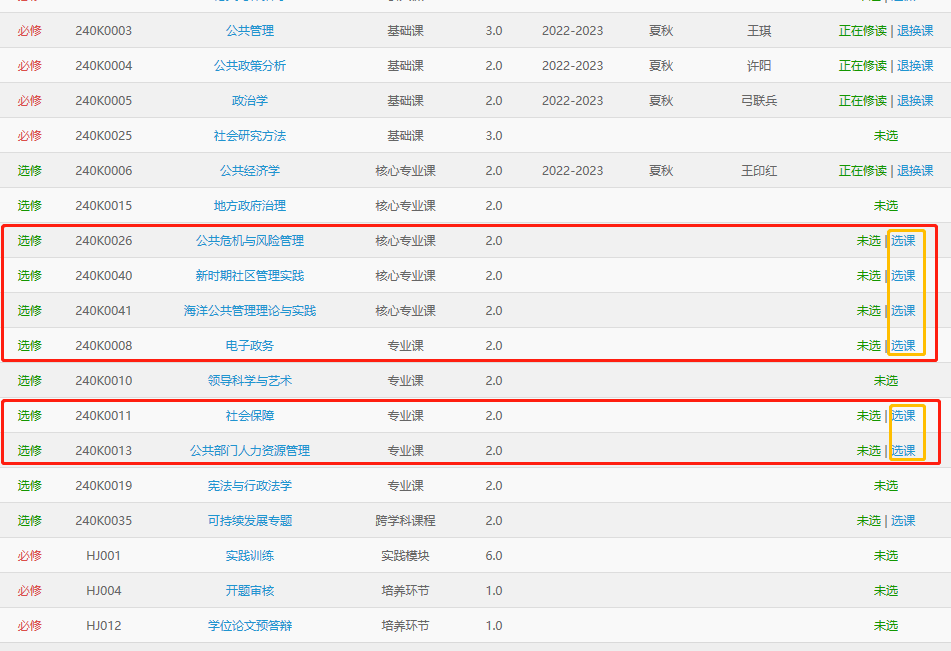 必修 240K0003 公共管理 基础课 3.0 2022-2023 夏秋 王琪 正在修读 | 退换课
必修 240K0004 公共政策分析 基础课 2.0 2022-2023 夏秋 许阳 正在修读 | 退换课
必修 240K0005 政治学 基础课 2.0 2022-2023 夏秋 弓联兵 正在修读 | 退换课
必修 240K0025 社会研究方法 基础课 3.0 未选
选修 240K0006 公共经济学 核心专业课 2.0 2022-2023 夏秋 王印红 正在修读 | 退换课
选修 240K0015 地方政府治理 核心专业课 2.0 未选
选修 240K0026 公共危机与风险管理 核心专业课 2.0 未选 | 选课
选修 240K0040 新时期社区管理实践 核心专业课 2.0 未选 | 选课
选修 240K0041 海洋公共管理理论与实践 核心专业课 2.0 未选 | 选课
选修 240K0008 电子政务 专业课 2.0 未选 | 选课
选修 240K0010 领导科学与艺术 专业课 2.0 未选
选修 240K0011 社会保障 专业课 2.0 未选 | 选课
选修 240K0013 公共部门人力资源管理 专业课 2.0 未选 | 选课
选修 240K0019 宪法与行政法学 专业课 2.0 未选
选修 240K0035 可持续发展专题 跨学科课程 2.0 未选 | 选课
必修 HJ001 实践训练 实践模块 6.0 未选
必修 HJ004 开题审核 培养环节 1.0 未选
必修 HJ012 学位论文预答辩 培养环节 1.0 未选